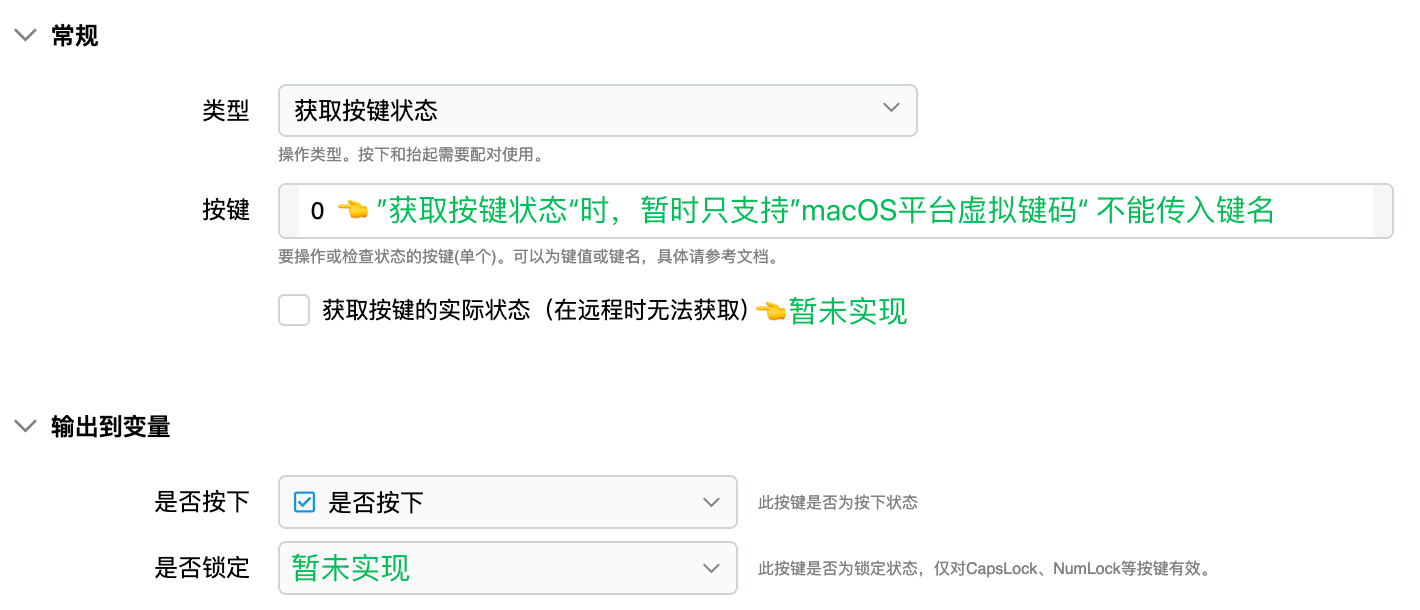 常规
类型
获取按键状态
操作类型。按下和抬起需要配对使用。
按键
0 👈 ”获取按键状态“时，暂时只支持”macOS平台虚拟键码“ 不能传入键名
要操作或检查状态的按键(单个)。可以为键值或键名，具体请参考文档。
获取按键的实际状态（在远程时无法获取）👈暂未实现
输出到变量
是否按下
是否按下
此按键是否为按下状态
是否锁定
暂未实现
此按键是否为锁定状态，仅对CapsLock、NumLock等按键有效。